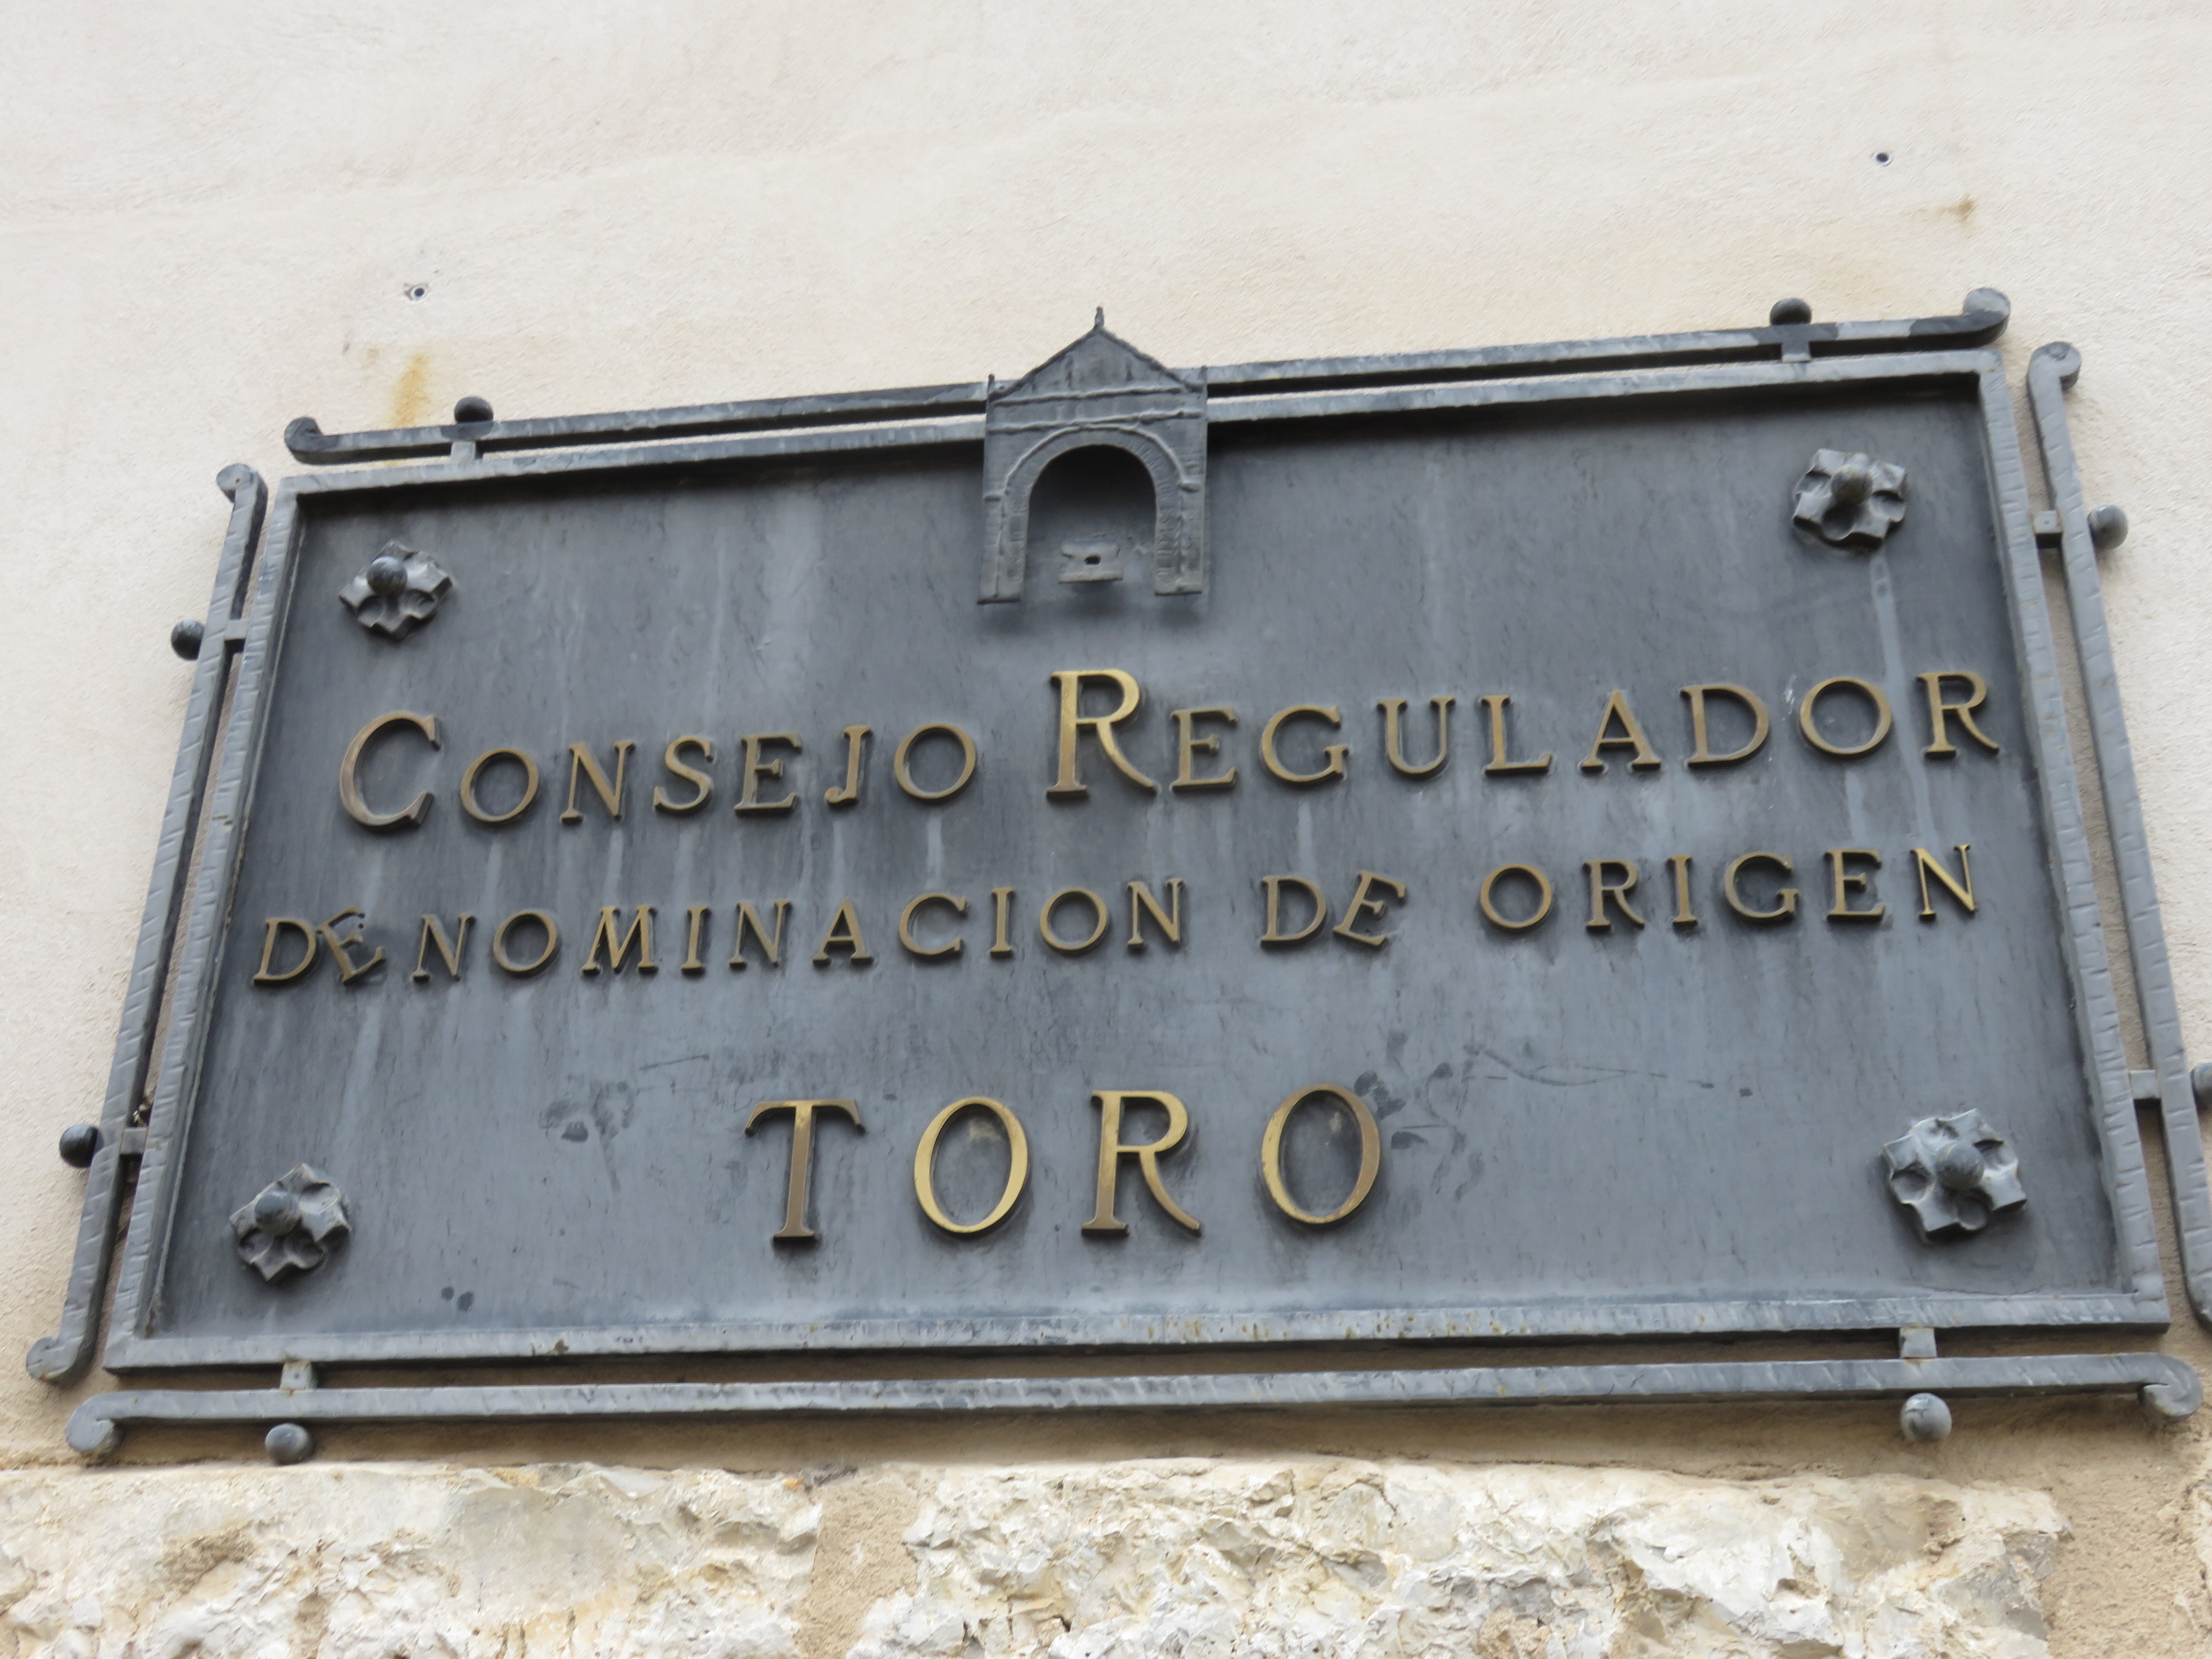 CONSEJO REGULADOR
DENOMINACION DE ORIGEN
TORO